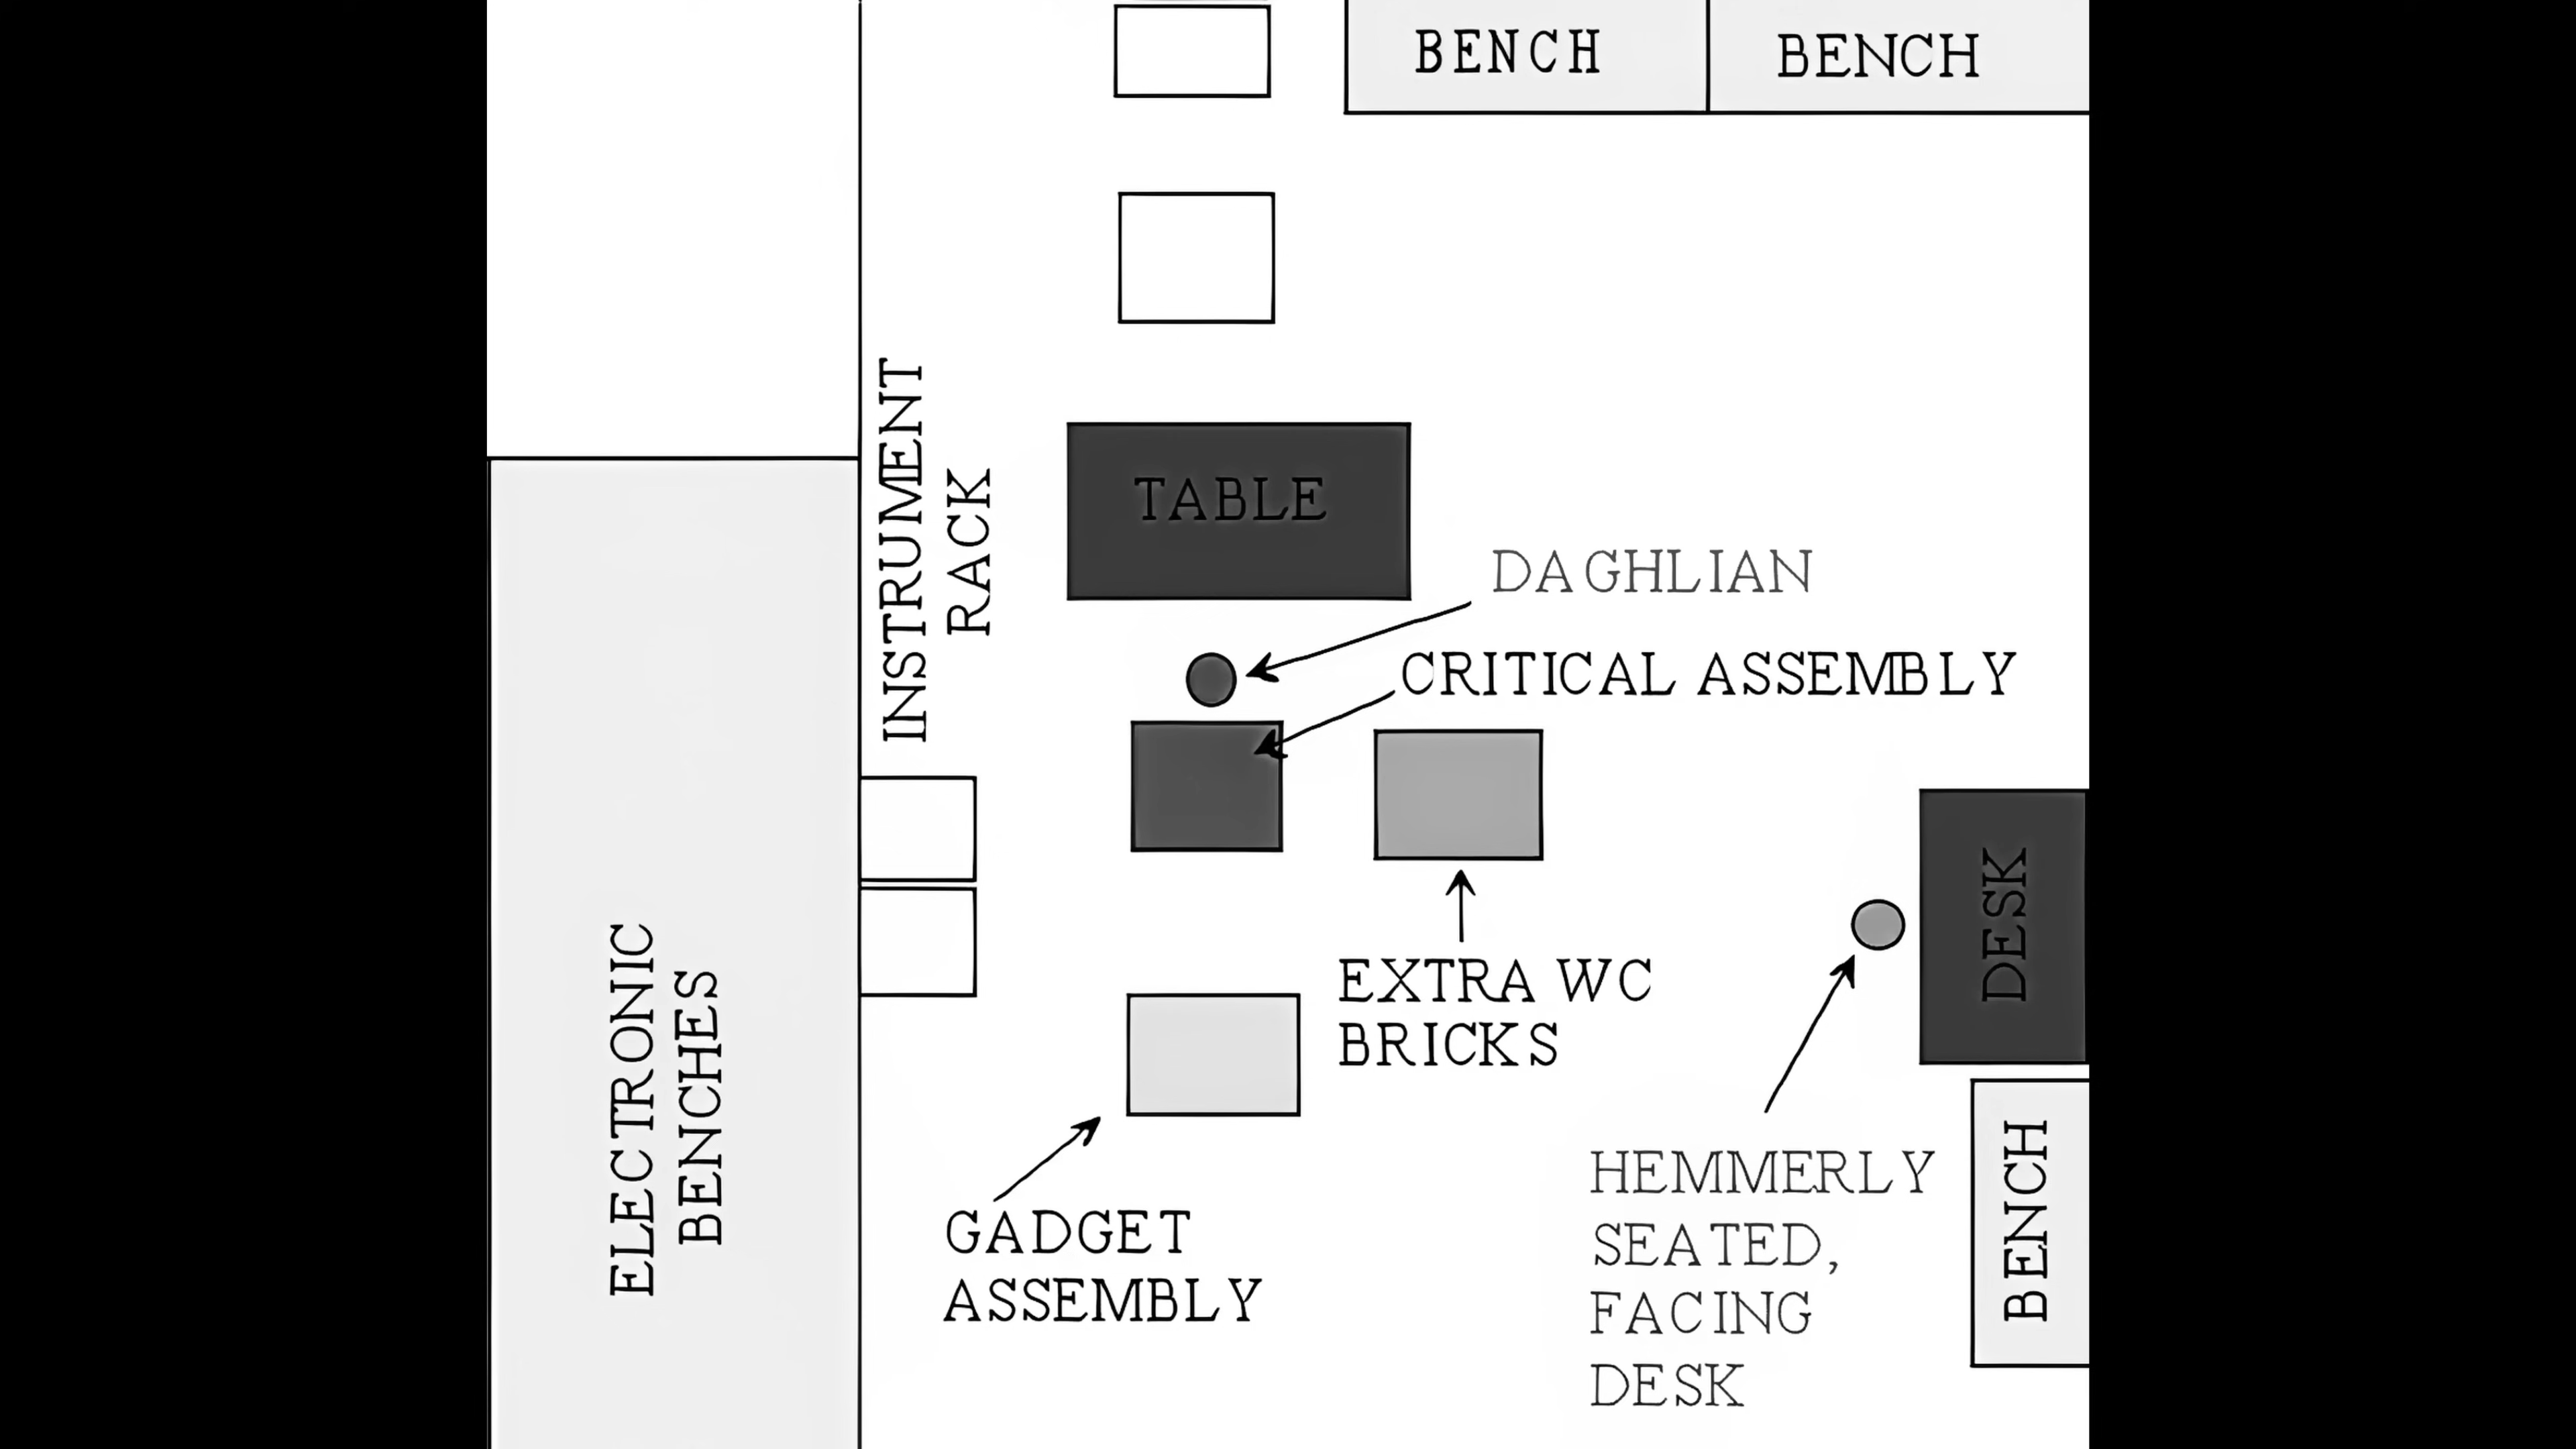 BENCH
BENCH
INSTRUMENT
RACK
TABLE
DAGHLIAN
CRITICAL ASSEMBLY
DESK
EXTRA WC
BRICKS
ELECTRONIC
BENCHES
GADGET
ASSEMBLY
HEMMERLY
SEATED,
FACING
DESK
BENCH